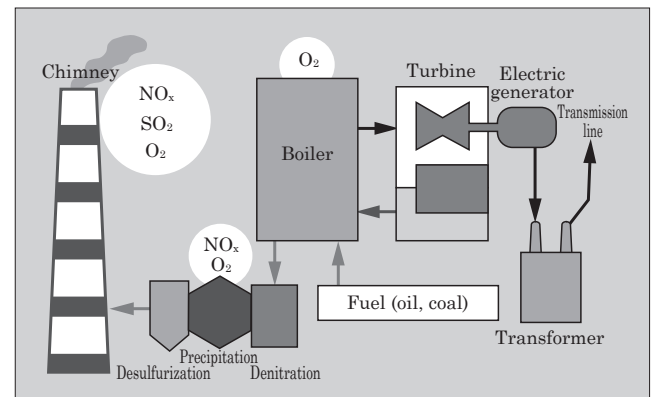 Chimney
NOx
SO2
O2
O2
Boiler
Turbine
Electric
generator
Transmission
line
NOx
O2
Fuel (oil, coal)
Transformer
Precipitation
Desulfurization
Denitration